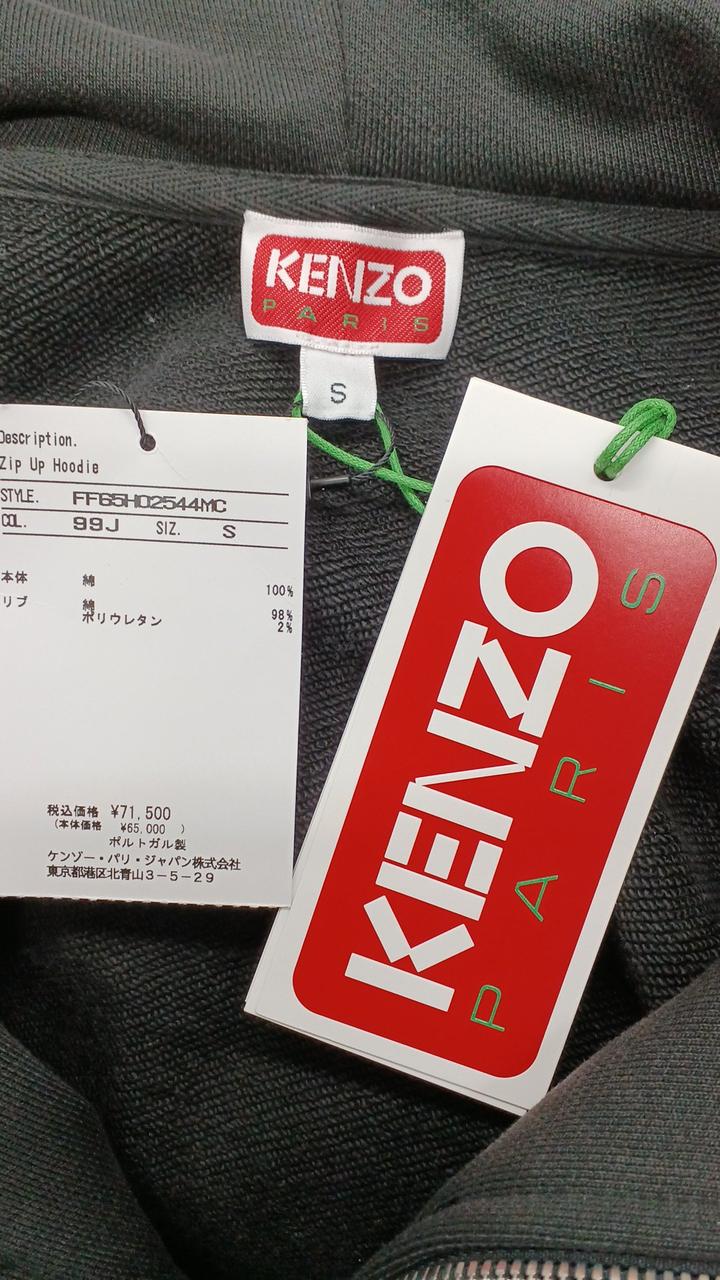 KENZO
PARIS
S
Description.
Zip Up Hoodie
STYLE. FF65HO2544MC
COL. 99J SIZ. S
本体 綿 100%
リブ 綿 98%
ポリウレタン 2%
税込価格 ¥71,500
(本体価格 ¥65,000 )
ポルトガル製
ケンゾー・パリ・ジャパン株式会社
東京都港区北青山3-5-29
KENZO
PARIS